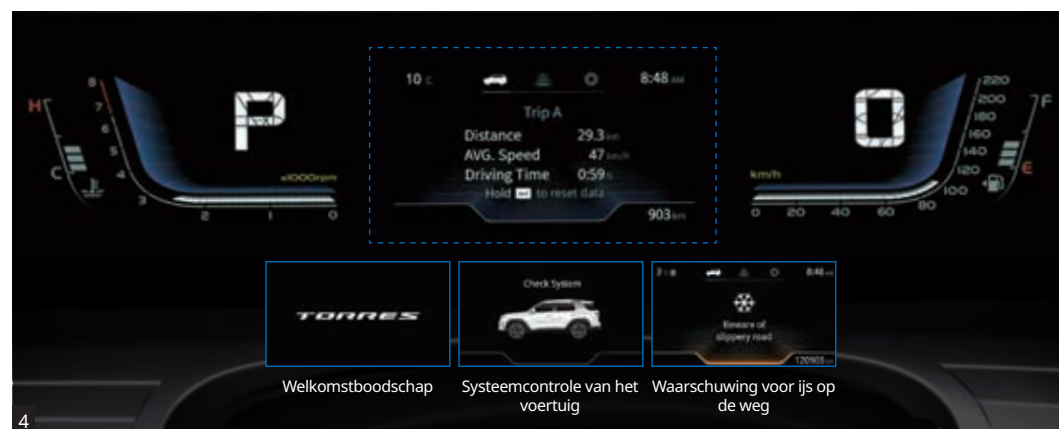 10 C
8:48 AM
H
C
8
7
6
5
4
3
2
1
0
x1000rpm
P
Trip A
Distance 29.3 km
AVG. Speed 47 km/h
Driving Time 0:59 h
Hold to reset data
903 km
0
km/h
0
20
40
60
80
100
120
140
160
180
200
220
F
E
TORRES
Check System
8:48 AM
Beware of
slippery road
120903 km
Welkomstboodschap
Systeemcontrole van het
voertuig
Waarschuwing voor ijs op
de weg
4